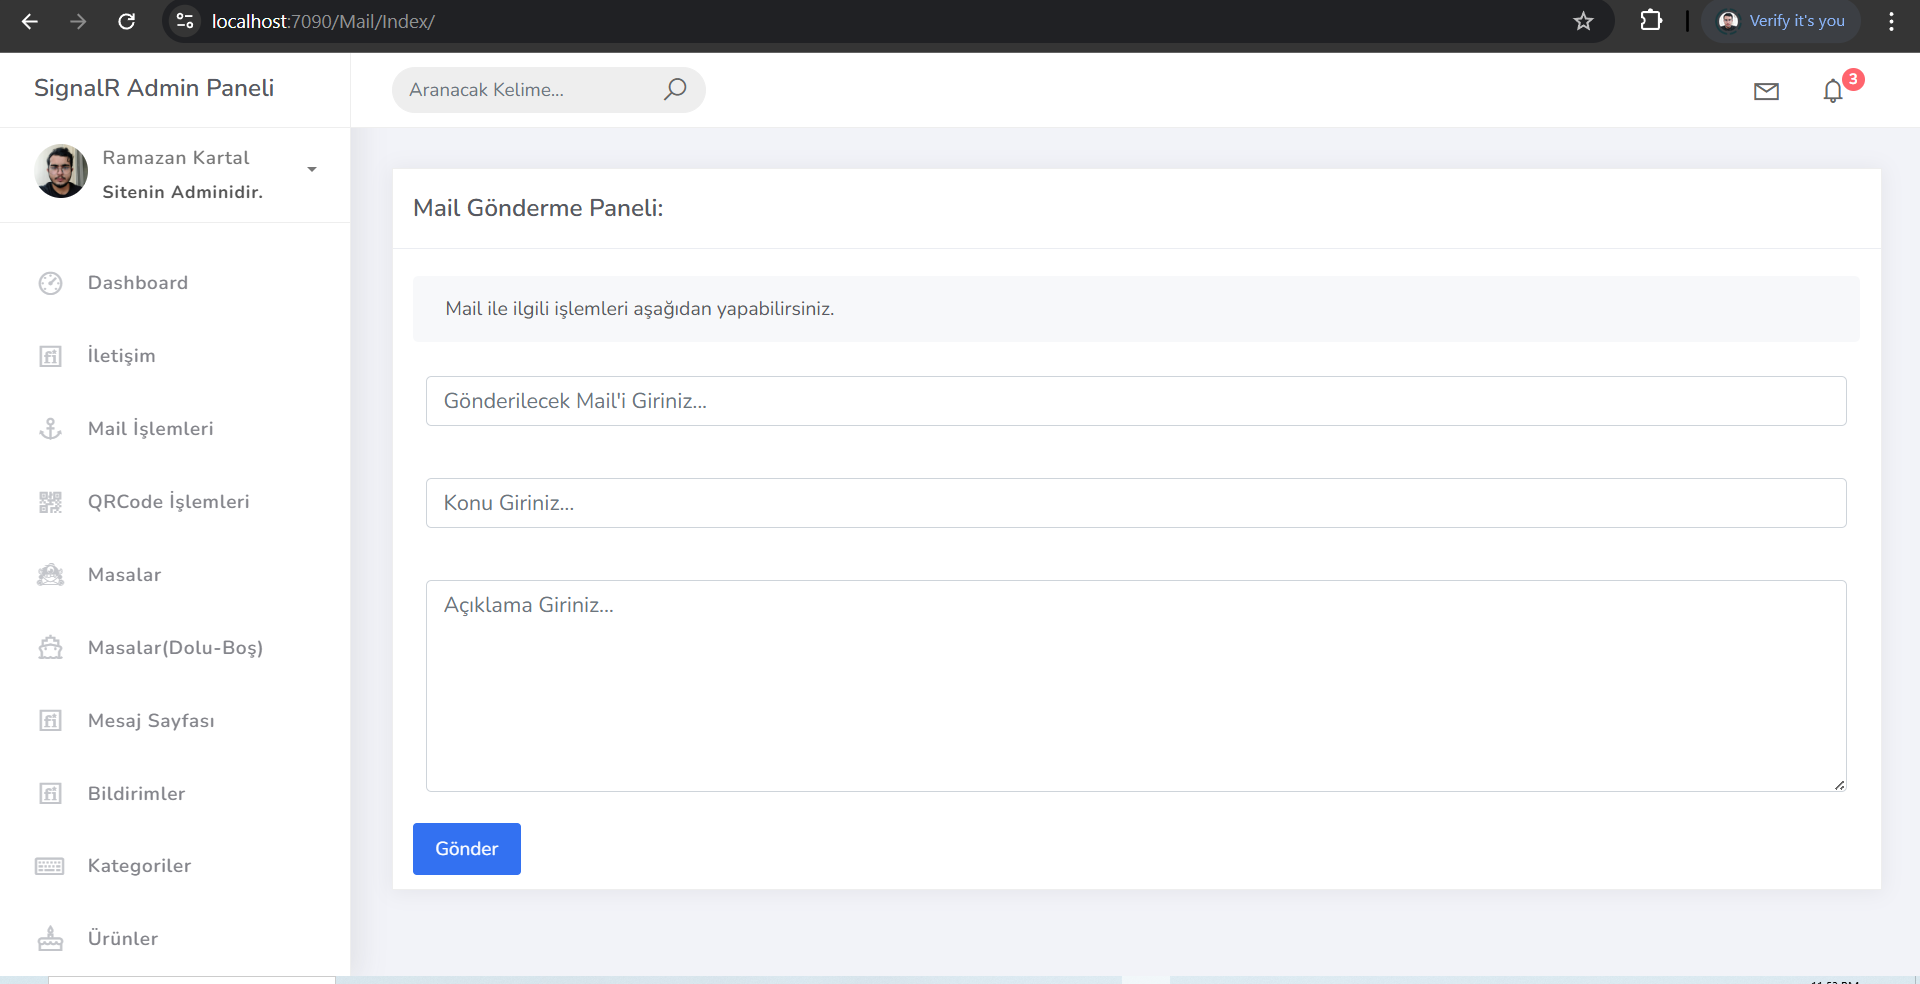 localhost:7090/Mail/Index/
Verify it's you
SignalR Admin Paneli
Aranacak Kelime...
3
Ramazan Kartal
Sitenin Adminidir.
Dashboard
İletişim
Mail İşlemleri
QRCode İşlemleri
Masalar
Masalar(Dolu-Boş)
Mesaj Sayfası
Bildirimler
Kategoriler
Ürünler
Mail Gönderme Paneli:
Mail ile ilgili işlemleri aşağıdan yapabilirsiniz.
Gönderilecek Mail'i Giriniz...
Konu Giriniz...
Açıklama Giriniz...
Gönder